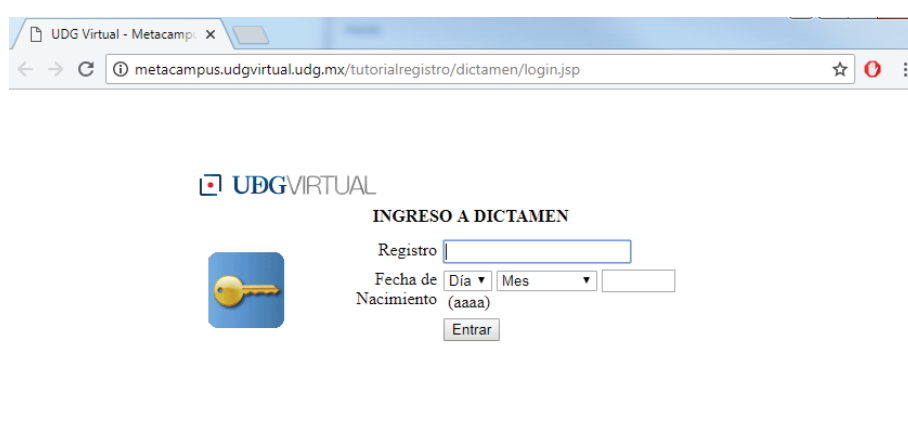 UDG Virtual - Metacampu
metacampus.udgvirtual.udg.mx/tutorialregistro/dictamen/login.jsp
UDGVIRTUAL
INGRESO A DICTAMEN
Registro
Fecha de Nacimiento Día Mes
(aaaa)
Entrar